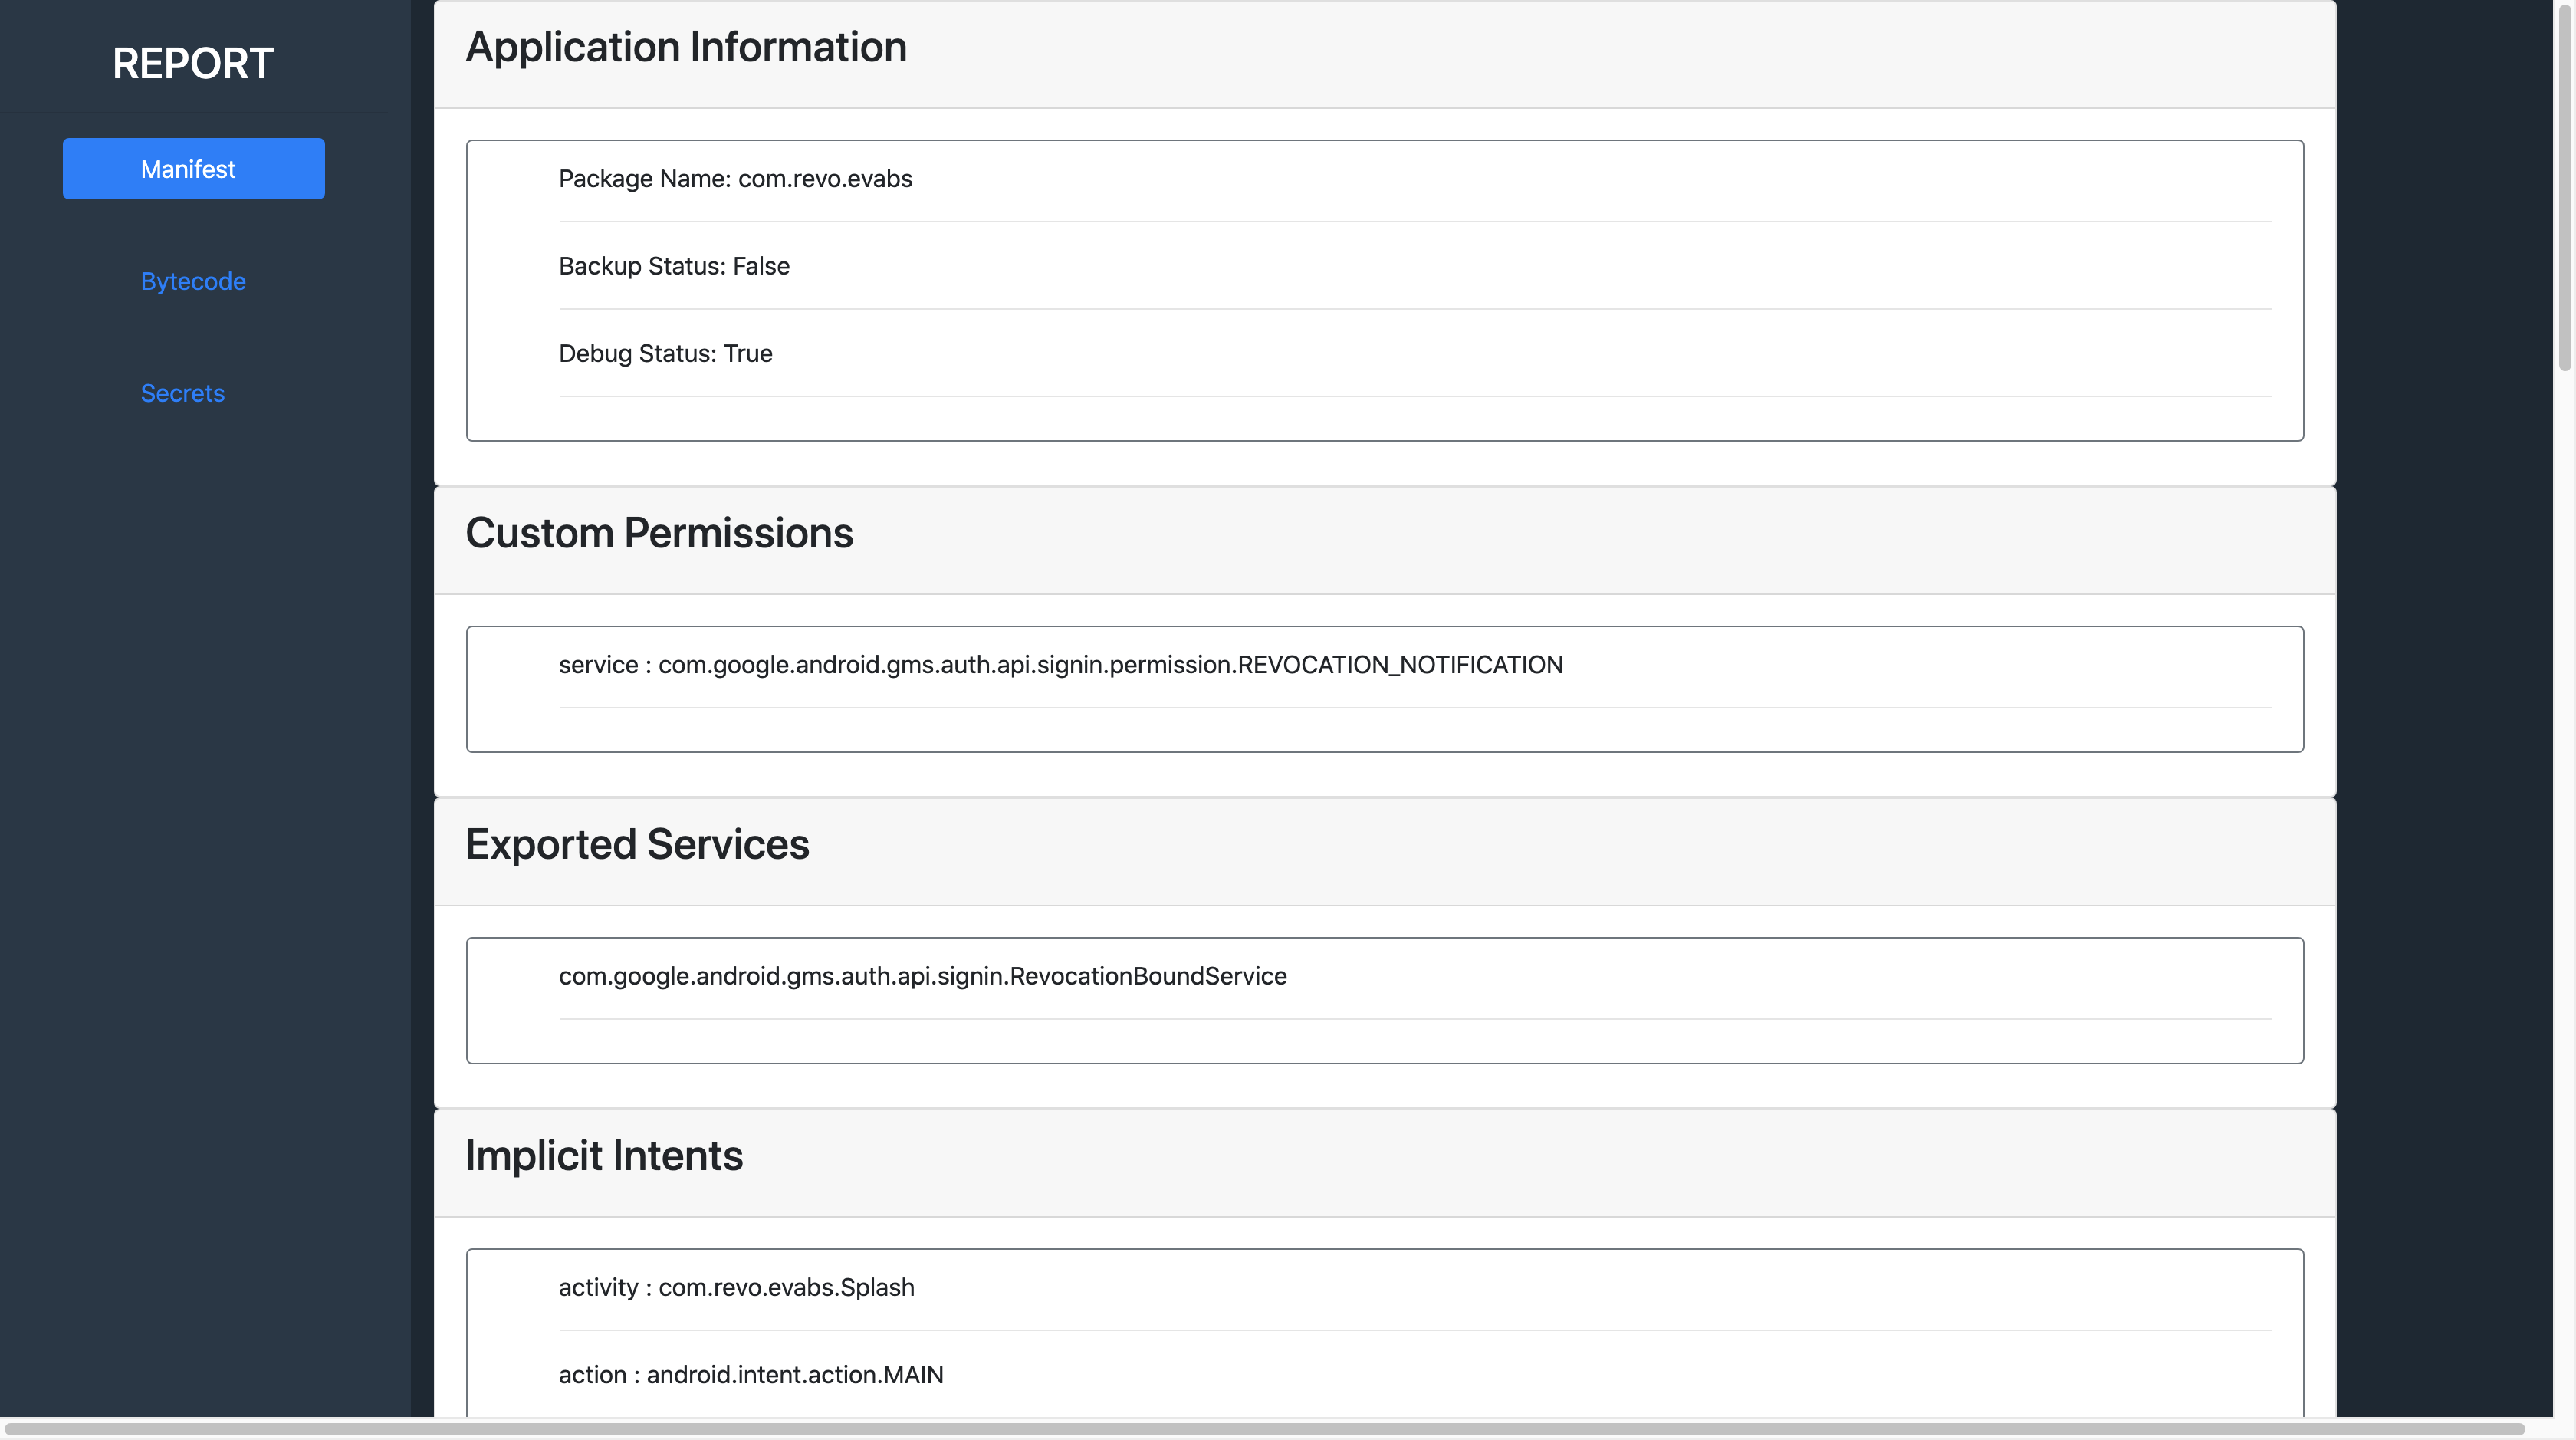 REPORT
Manifest
Bytecode
Secrets
Application Information
Package Name: com.revo.evabs
Backup Status: False
Debug Status: True
Custom Permissions
service : com.google.android.gms.auth.api.signin.permission.REVOCATION_NOTIFICATION
Exported Services
com.google.android.gms.auth.api.signin.RevocationBoundService
Implicit Intents
activity : com.revo.evabs.Splash
action : android.intent.action.MAIN